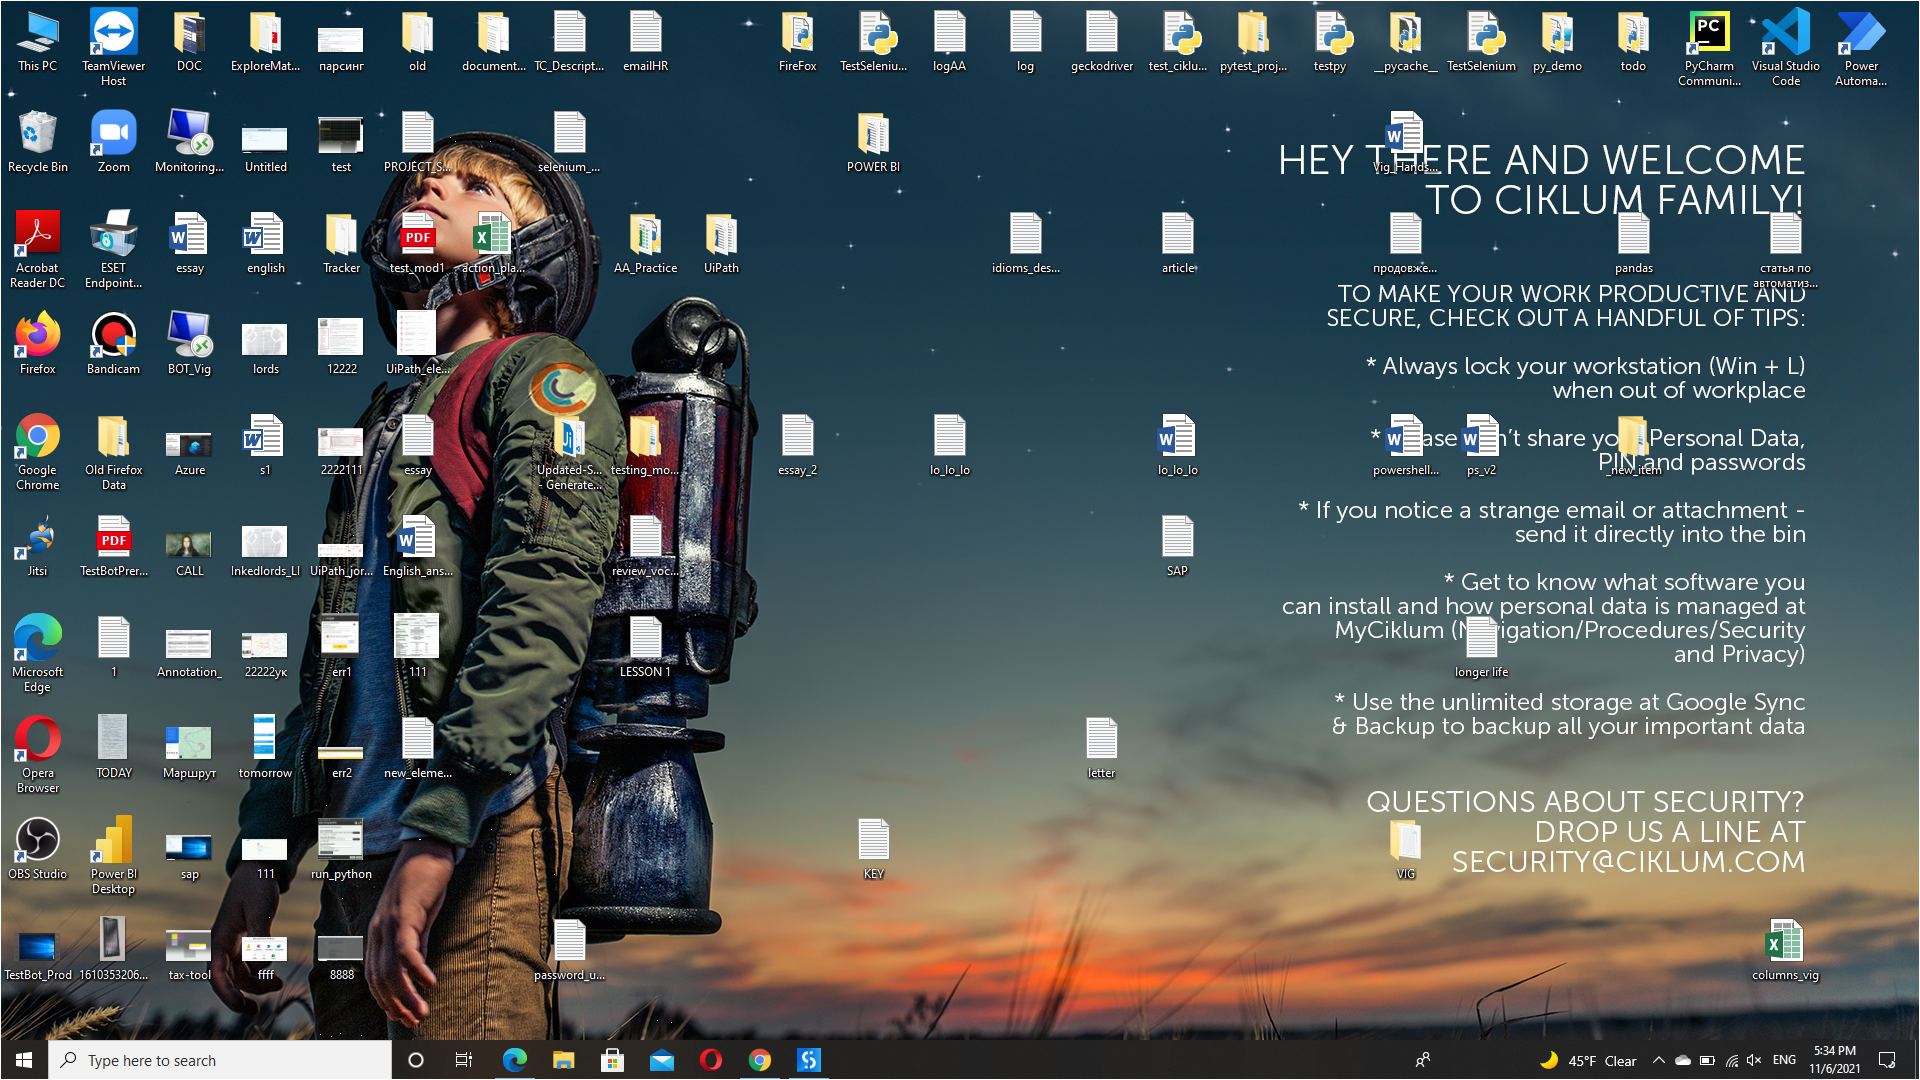 This PC
TeamViewer
Host
DOC
ExploreMat...
парсинг
old
document...
TC_Descript...
emailHR
FireFox
TestSeleniu...
logAA
log
geckodriver
test_ciklu...
pytest_proj...
testpy
__pycache__
TestSelenium
py_demo
todo
PyCharm
Communi...
Visual Studio
Code
Power
Automa...
Recycle Bin
Zoom
Monitoring...
Untitled
test
PROJECT_S...
selenium_...
POWER BI
Vig_Hands...
HEY THERE AND WELCOME
TO CIKLUM FAMILY!
Acrobat
Reader DC
ESET
Endpoint...
essay
english
Tracker
PDF
test_mod1
action_pla...
AA_Practice
UiPath
idioms_des...
article
продовже...
pandas
статья по
автоматиз...
TO MAKE YOUR WORK PRODUCTIVE AND
SECURE, CHECK OUT A HANDFUL OF TIPS:
Firefox
Bandicam
BOT_Vig
lords
12222
UiPath_ele...
* Always lock your workstation (Win + L)
when out of workplace
Google
Chrome
Old Firefox
Data
Azure
s1
2222111
essay
Updated-S...
- Generate...
testing_mo...
essay_2
lo_lo_lo
lo_lo_lo
powershell...
ps_v2
_new_item
* ase n't share yo Personal Data,
PIN and passwords
* If you notice a strange email or attachment -
send it directly into the bin
Jitsi
PDF
TestBotPrer...
CALL
Inkedlords_LI
UiPath_jor...
English_ans...
review_voc...
SAP
* Get to know what software you
can install and how personal data is managed at
MyCiklum (N vigation/Procedures/Security
and Privacy)
Microsoft
Edge
1
Annotation_
22222ук
err1
111
LESSON 1
longer life
* Use the unlimited storage at Google Sync
& Backup to backup all your important data
Opera
Browser
TODAY
Маршрут
tomorrow
err2
new_eleme...
letter
QUESTIONS ABOUT SECURITY?
DROP US A LINE AT
SECURITY@CIKLUM.COM
OBS Studio
Power BI
Desktop
sap
111
run_python
KEY
VIG
TestBot_Prod
1610353206...
tax-tool
ffff
8888
password_u...
columns_vig
Type here to search
45°F Clear
ENG
5:34 PM
11/6/2021